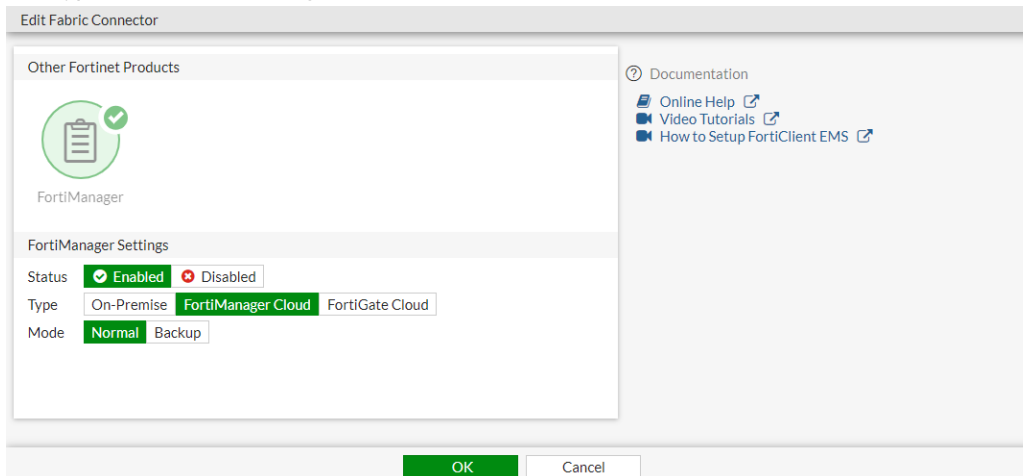 Edit Fabric Connector
Other Fortinet Products
FortiManager
FortiManager Settings
Status Enabled Disabled
Type On-Premise FortiManager Cloud FortiGate Cloud
Mode Normal Backup
Documentation
Online Help
Video Tutorials
How to Setup FortiClient EMS
OK Cancel